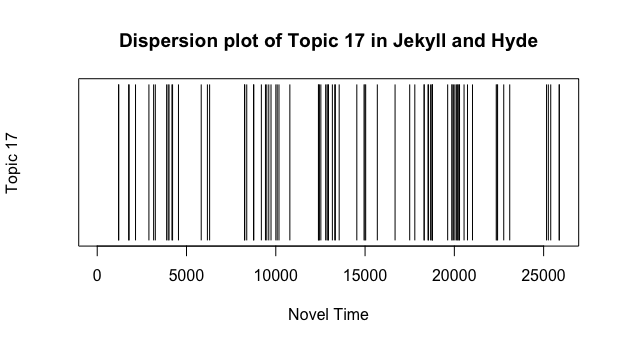 Dispersion plot of Topic 17 in Jekyll and Hyde
Topic 17
0 5000 10000 15000 20000 25000
Novel Time